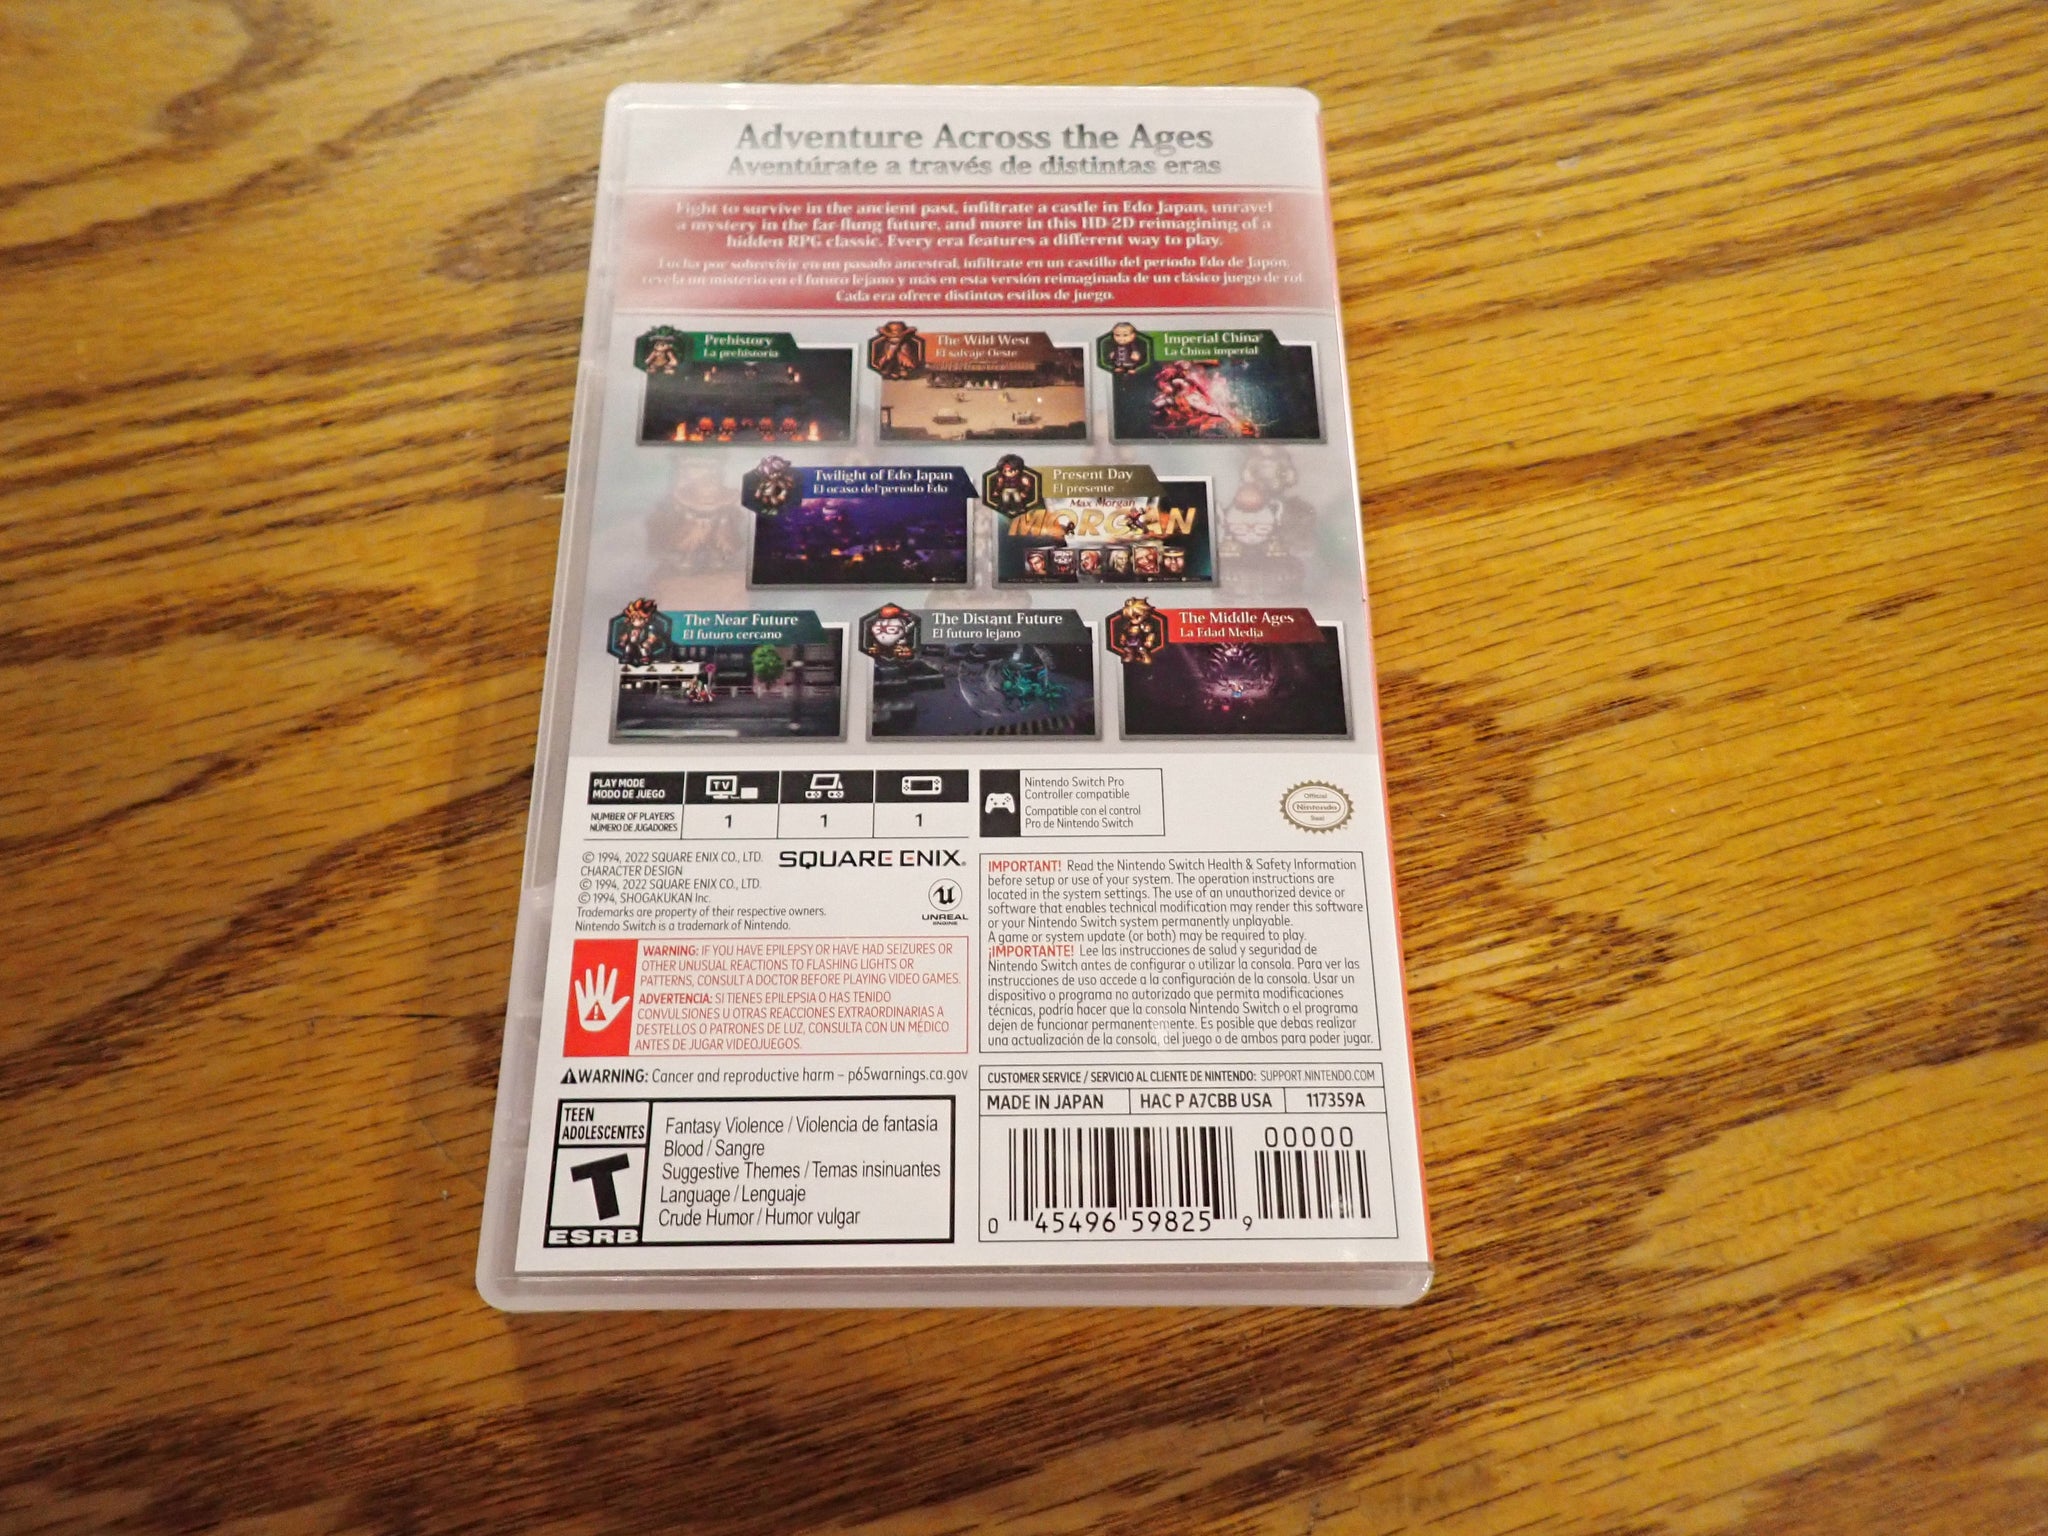 Adventure Across the Ages
Aventúrate a través de distintas eras
Fight to survive in the ancient past, infiltrate a castle in Edo Japan, unravel
a mystery in the far-flung future, and more in this HD-2D reimagining of a
hidden RPG classic. Every era features a different way to play.
Lucha por sobrevivir en un pasado ancestral, infíltrate en un castillo del período Edo de Japón,
revela un misterio en el futuro lejano y más en esta versión reimaginada de un clásico juego de rol.
Cada era ofrece distintos estilos de juego.
Prehistory
La prehistoria
The Wild West
El salvaje Oeste
Imperial China
La China imperial
Twilight of Edo Japan
El ocaso del período Edo
Present Day
El presente
Max Morgan
MORGAN
The Near Future
El futuro cercano
The Distant Future
El futuro lejano
The Middle Ages
La Edad Media
PLAY MODE
MODO DE JUEGO
TV
NUMBER OF PLAYERS
NÚMERO DE JUGADORES
1
1
1
Nintendo Switch Pro
Controller compatible
Compatible con el control
Pro de Nintendo Switch
Official
Nintendo
Seal
© 1994, 2022 SQUARE ENIX CO., LTD.
CHARACTER DESIGN
© 1994, 2022 SQUARE ENIX CO., LTD.
© 1994, SHOGAKUKAN Inc.
Trademarks are property of their respective owners.
Nintendo Switch is a trademark of Nintendo.
SQUARE ENIX®
UNREAL
ENGINE
WARNING: IF YOU HAVE EPILEPSY OR HAVE HAD SEIZURES OR
OTHER UNUSUAL REACTIONS TO FLASHING LIGHTS OR
PATTERNS, CONSULT A DOCTOR BEFORE PLAYING VIDEO GAMES.
ADVERTENCIA: SI TIENES EPILEPSIA O HAS TENIDO
CONVULSIONES U OTRAS REACCIONES EXTRAORDINARIAS A
DESTELLOS O PATRONES DE LUZ, CONSULTA CON UN MÉDICO
ANTES DE JUGAR VIDEOJUEGOS.
WARNING: Cancer and reproductive harm – p65warnings.ca.gov
IMPORTANT! Read the Nintendo Switch Health & Safety Information
before setup or use of your system. The operation instructions are
located in the system settings. The use of an unauthorized device or
software that enables technical modification may render this software
or your Nintendo Switch system permanently unplayable.
A game or system update (or both) may be required to play.
¡IMPORTANTE! Lee las instrucciones de salud y seguridad de
Nintendo Switch antes de configurar o utilizar la consola. Para ver las
instrucciones de uso accede a la configuración de la consola. Usar un
dispositivo o programa no autorizado que permita modificaciones
técnicas, podría hacer que la consola Nintendo Switch o el programa
dejen de funcionar permanentemente. Es posible que debas realizar
una actualización de la consola, del juego o de ambos para poder jugar.
CUSTOMER SERVICE / SERVICIO AL CLIENTE DE NINTENDO: SUPPORT.NINTENDO.COM
MADE IN JAPAN
HAC P A7CBB USA
117359A
TEEN
ADOLESCENTES
T
ESRB
Fantasy Violence / Violencia de fantasía
Blood / Sangre
Suggestive Themes / Temas insinuantes
Language / Lenguaje
Crude Humor / Humor vulgar
00000
0 45496 59825 9